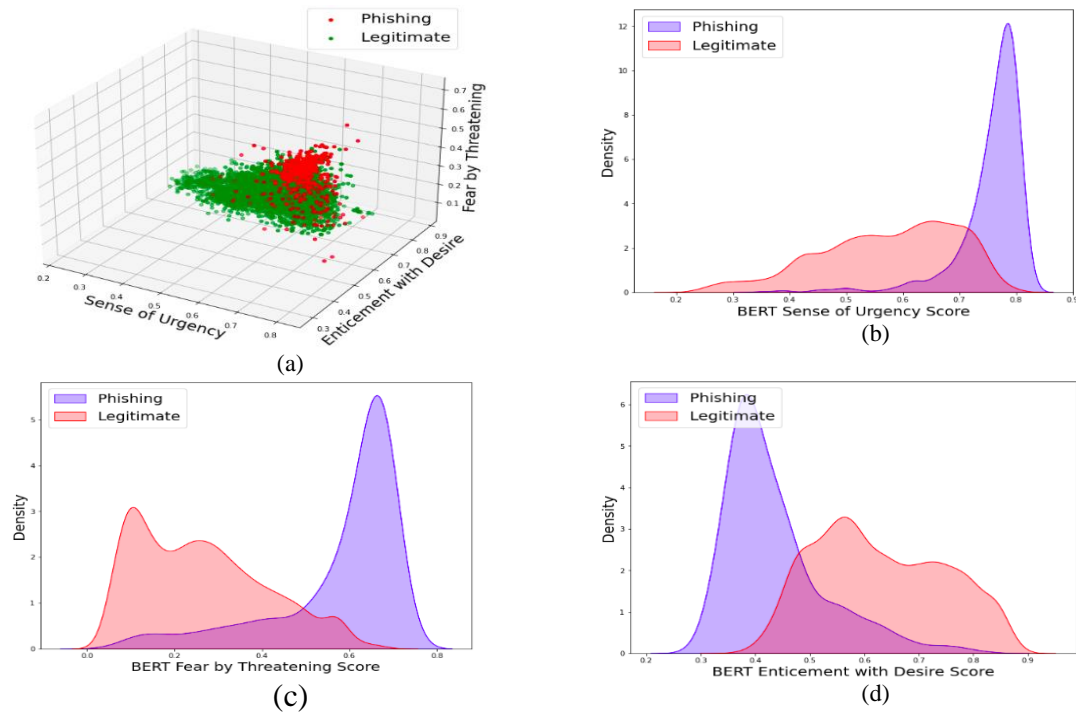 Phishing
Legitimate
0.7
0.6
0.5
0.4
0.3
0.2
0.1
Fear by Threatening
0.9
0.8
0.7
0.6
0.5
0.4
0.3
Enticement with Desire
0.2
0.3
0.4
0.5
0.6
0.7
0.8
Sense of Urgency
(a)
Phishing
Legitimate
12
10
8
6
4
2
0
Density
0.2
0.3
0.4
0.5
0.6
0.7
0.8
0.9
BERT Sense of Urgency Score
(b)
Phishing
Legitimate
5
4
3
2
1
0
Density
0.0
0.2
0.4
0.6
0.8
BERT Fear by Threatening Score
(c)
Phishing
Legitimate
6
5
4
3
2
1
0
Density
0.2
0.3
0.4
0.5
0.6
0.7
0.8
0.9
BERT Enticement with Desire Score
(d)